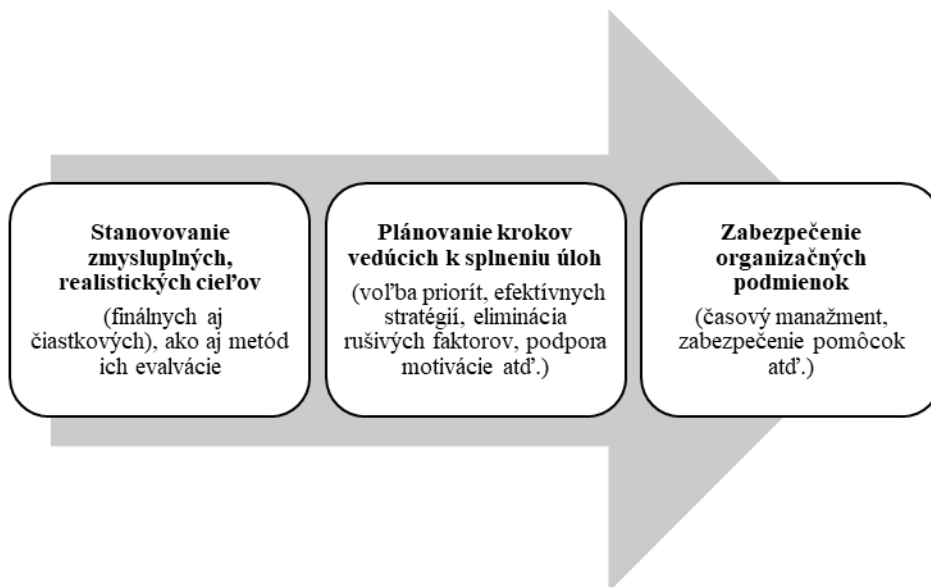 Stanovovanie
zmysluplných,
realistických cieľov
(finálnych aj
čiastkových), ako aj metód
ich evalvácie
Plánovanie krokov
vedúcich k splneniu úloh
(voľba priorít, efektívnych
stratégií, eliminácia
rušivých faktorov, podpora
motivácie atď.)
Zabezpečenie
organizačných
podmienok
(časový manažment,
zabezpečenie pomôcok
atď.)